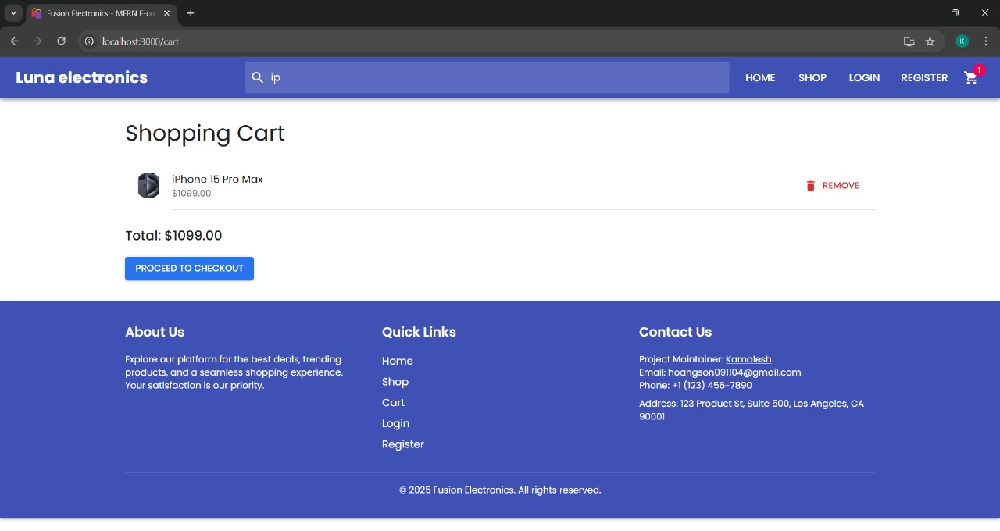 Fusion Electronics - MERN E-co
localhost:3000/cart
K
Luna electronics
ip
HOME
SHOP
LOGIN
REGISTER
1
Shopping Cart
iPhone 15 Pro Max
$1099.00
REMOVE
Total: $1099.00
PROCEED TO CHECKOUT
About Us
Explore our platform for the best deals, trending
products, and a seamless shopping experience.
Your satisfaction is our priority.
Quick Links
Home
Shop
Cart
Login
Register
Contact Us
Project Maintainer: Kamalesh
Email: hoangson091104@gmail.com
Phone: +1 (123) 456-7890
Address: 123 Product St, Suite 500, Los Angeles, CA
90001
© 2025 Fusion Electronics. All rights reserved.